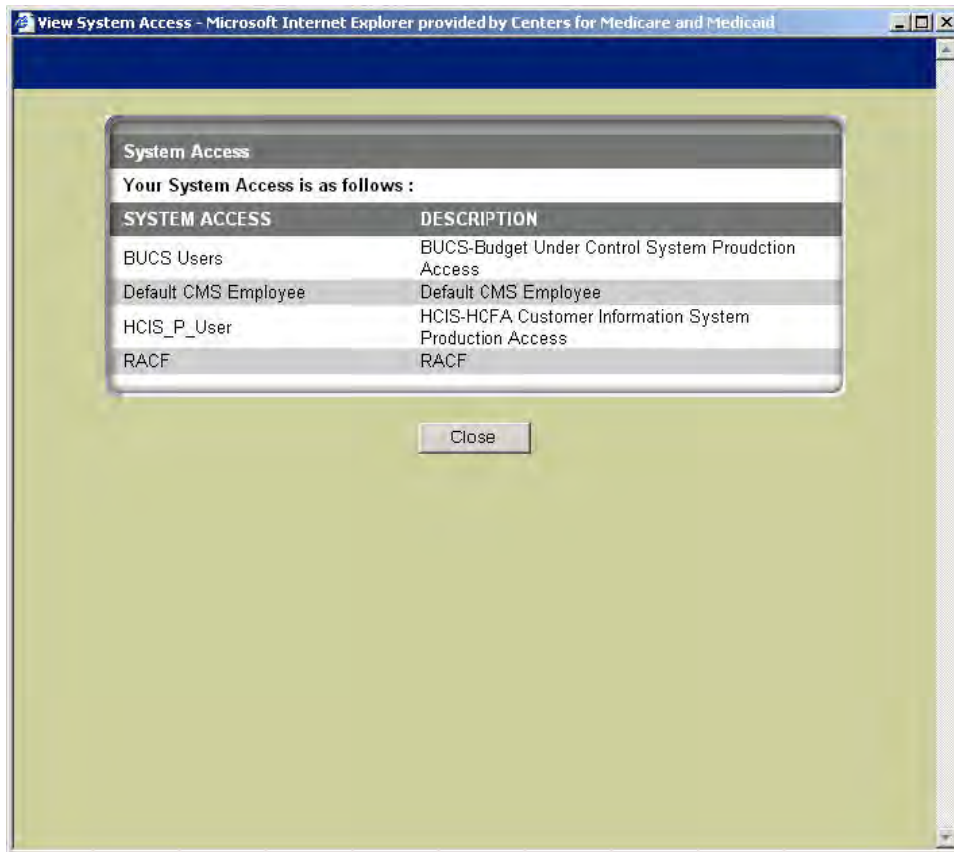 View System Access - Microsoft Internet Explorer provided by Centers for Medicare and Medicaid
System Access
Your System Access is as follows :
SYSTEM ACCESS DESCRIPTION
BUCS Users BUCS-Budget Under Control System Proudction
Access
Default CMS Employee Default CMS Employee
HCIS_P_User HCIS-HCFA Customer Information System
Production Access
RACF RACF
Close